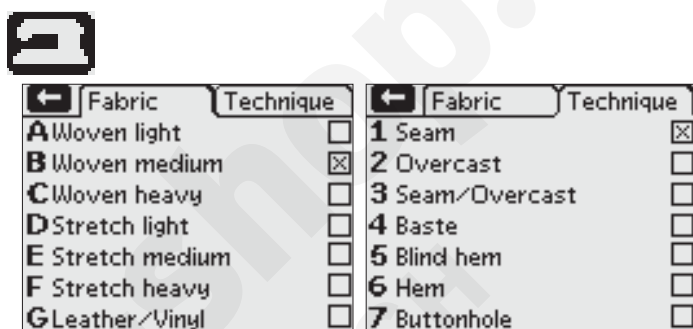 Fabric Technique
A Woven light
B Woven medium
C Woven heavy
D Stretch light
E Stretch medium
F Stretch heavy
G Leather/Vinyl
Fabric Technique
1 Seam
2 Overcast
3 Seam/Overcast
4 Baste
5 Blind hem
6 Hem
7 Buttonhole
shop.